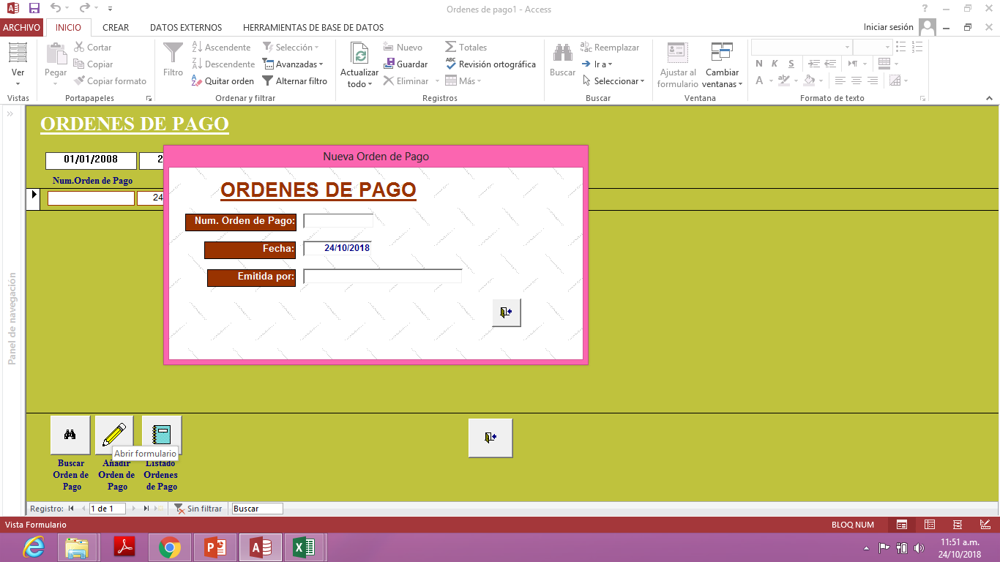 Ordenes de pago1 - Access
ARCHIVO INICIO CREAR DATOS EXTERNOS HERRAMIENTAS DE BASE DE DATOS Iniciar sesión
Ver
Vistas
Pegar
Cortar
Copiar
Copiar formato
Portapapeles
Filtro
Ascendente
Descendente
Quitar orden
Selección
Avanzadas
Alternar filtro
Ordenar y filtrar
Actualizar
todo
Nuevo
Guardar
Eliminar
Totales
Revisión ortográfica
Más
Registros
Buscar
Reemplazar
Ir a
Seleccionar
Buscar
Ajustar al
formulario
Cambiar
ventanas
Ventana
N K S
A
Formato de texto
Panel de navegación
ORDENES DE PAGO
01/01/2008 2
Num.Orden de Pago
24
Nueva Orden de Pago
ORDENES DE PAGO
Num. Orden de Pago:
Fecha: 24/10/2018
Emitida por:
Abrir formulario
Buscar
Orden de
Pago
Añadir
Orden de
Pago
Listado
Ordenes
de Pago
Registro: 1 de 1 Sin filtrar Buscar
Vista Formulario BLOQ NUM
11:51 a.m.
24/10/2018